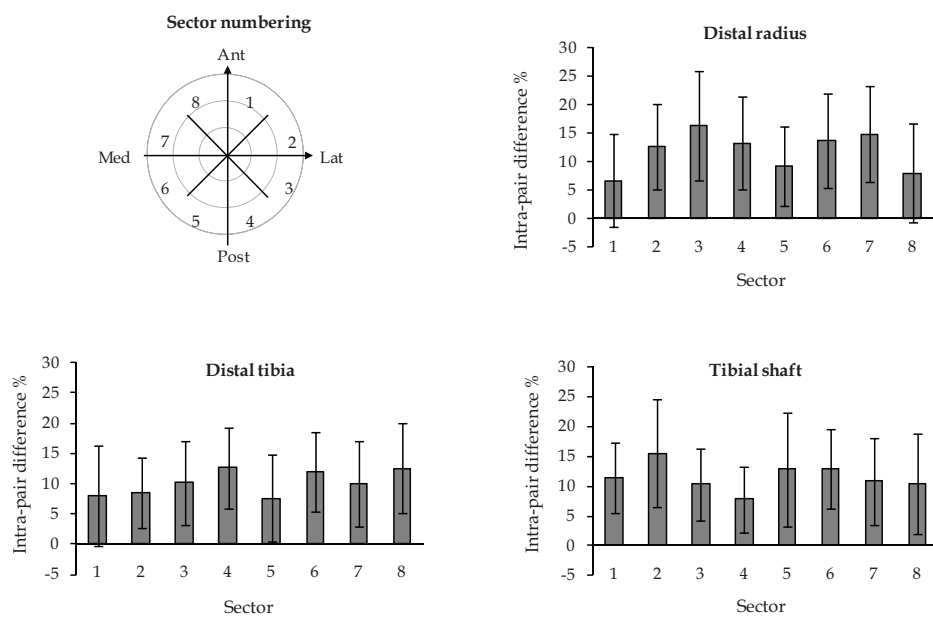 Sector numbering
Ant
8 1
7 2
Med Lat
6 3
5 4
Post
Distal radius
Intra-pair difference %
30
25
20
15
10
5
0
-5
1 2 3 4 5 6 7 8
Sector
Distal tibia
Intra-pair difference %
30
25
20
15
10
5
0
-5
1 2 3 4 5 6 7 8
Sector
Tibial shaft
Intra-pair difference %
30
25
20
15
10
5
0
-5
1 2 3 4 5 6 7 8
Sector